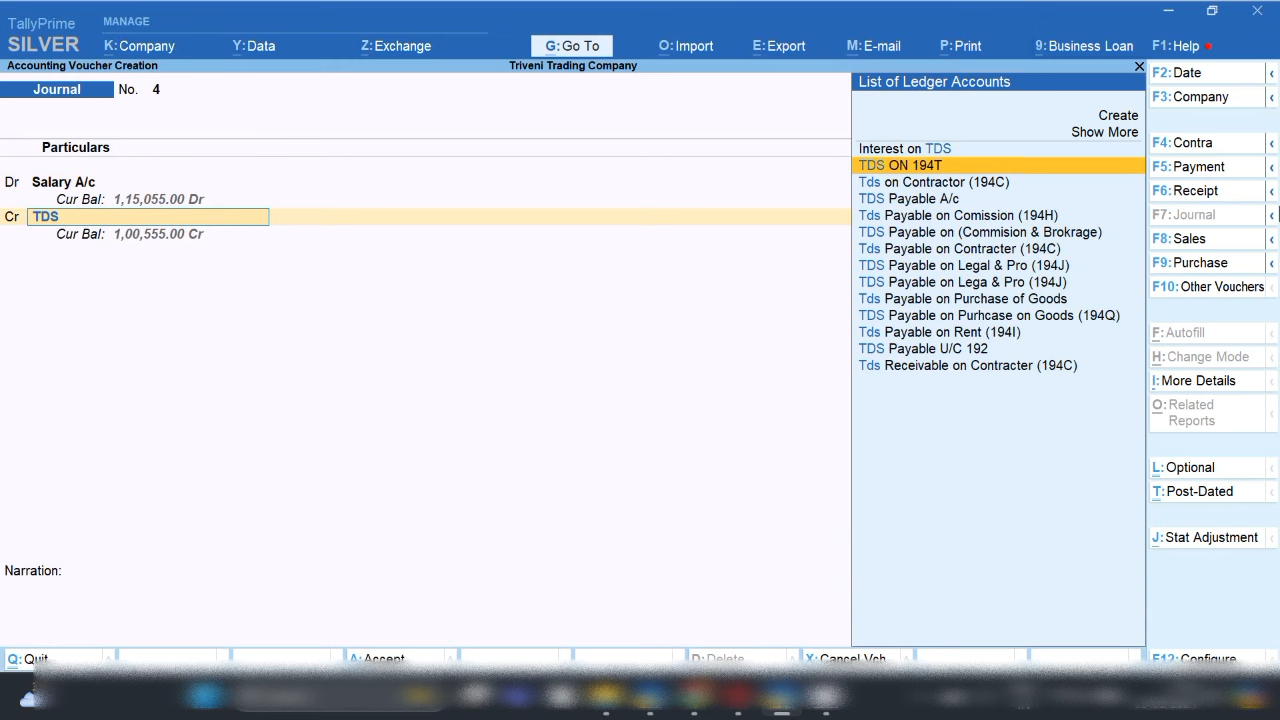 TallyPrime
SILVER
MANAGE
K:Company
Y:Data
Z:Exchange
G:Go To
O:Import
E:Export
M:E-mail
P:Print
9:Business Loan
F1:Help
Accounting Voucher Creation
Triveni Trading Company
Journal No. 4
Particulars
Dr Salary A/c
Cur Bal: 1,15,055.00 Dr
Cr TDS
Cur Bal: 1,00,555.00 Cr
Narration:
List of Ledger Accounts
Create
Show More
Interest on TDS
TDS ON 194T
Tds on Contractor (194C)
TDS Payable A/c
Tds Payable on Comission (194H)
TDS Payable on (Commision & Brokrage)
Tds Payable on Contracter (194C)
TDS Payable on Legal & Pro (194J)
TDS Payable on Lega & Pro (194J)
Tds Payable on Purchase of Goods
TDS Payable on Purhcase on Goods (194Q)
Tds Payable on Rent (194I)
TDS Payable U/C 192
Tds Receivable on Contracter (194C)
F2:Date
F3:Company
F4:Contra
F5:Payment
F6:Receipt
F7:Journal
F8:Sales
F9:Purchase
F10:Other Vouchers
F:Autofill
H:Change Mode
I:More Details
O:Related
Reports
L:Optional
T:Post-Dated
J:Stat Adjustment
Q:Quit
A:Accept
D:Delete
X:Cancel Vch
F12:Configure